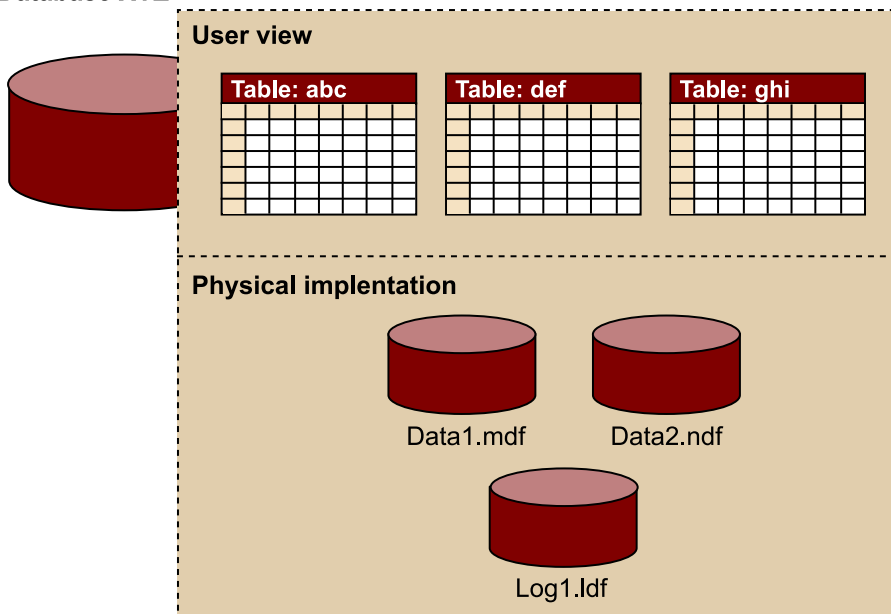 User view
Table: abc
Table: def
Table: ghi
Physical implentation
Data1.mdf
Data2.ndf
Log1.ldf